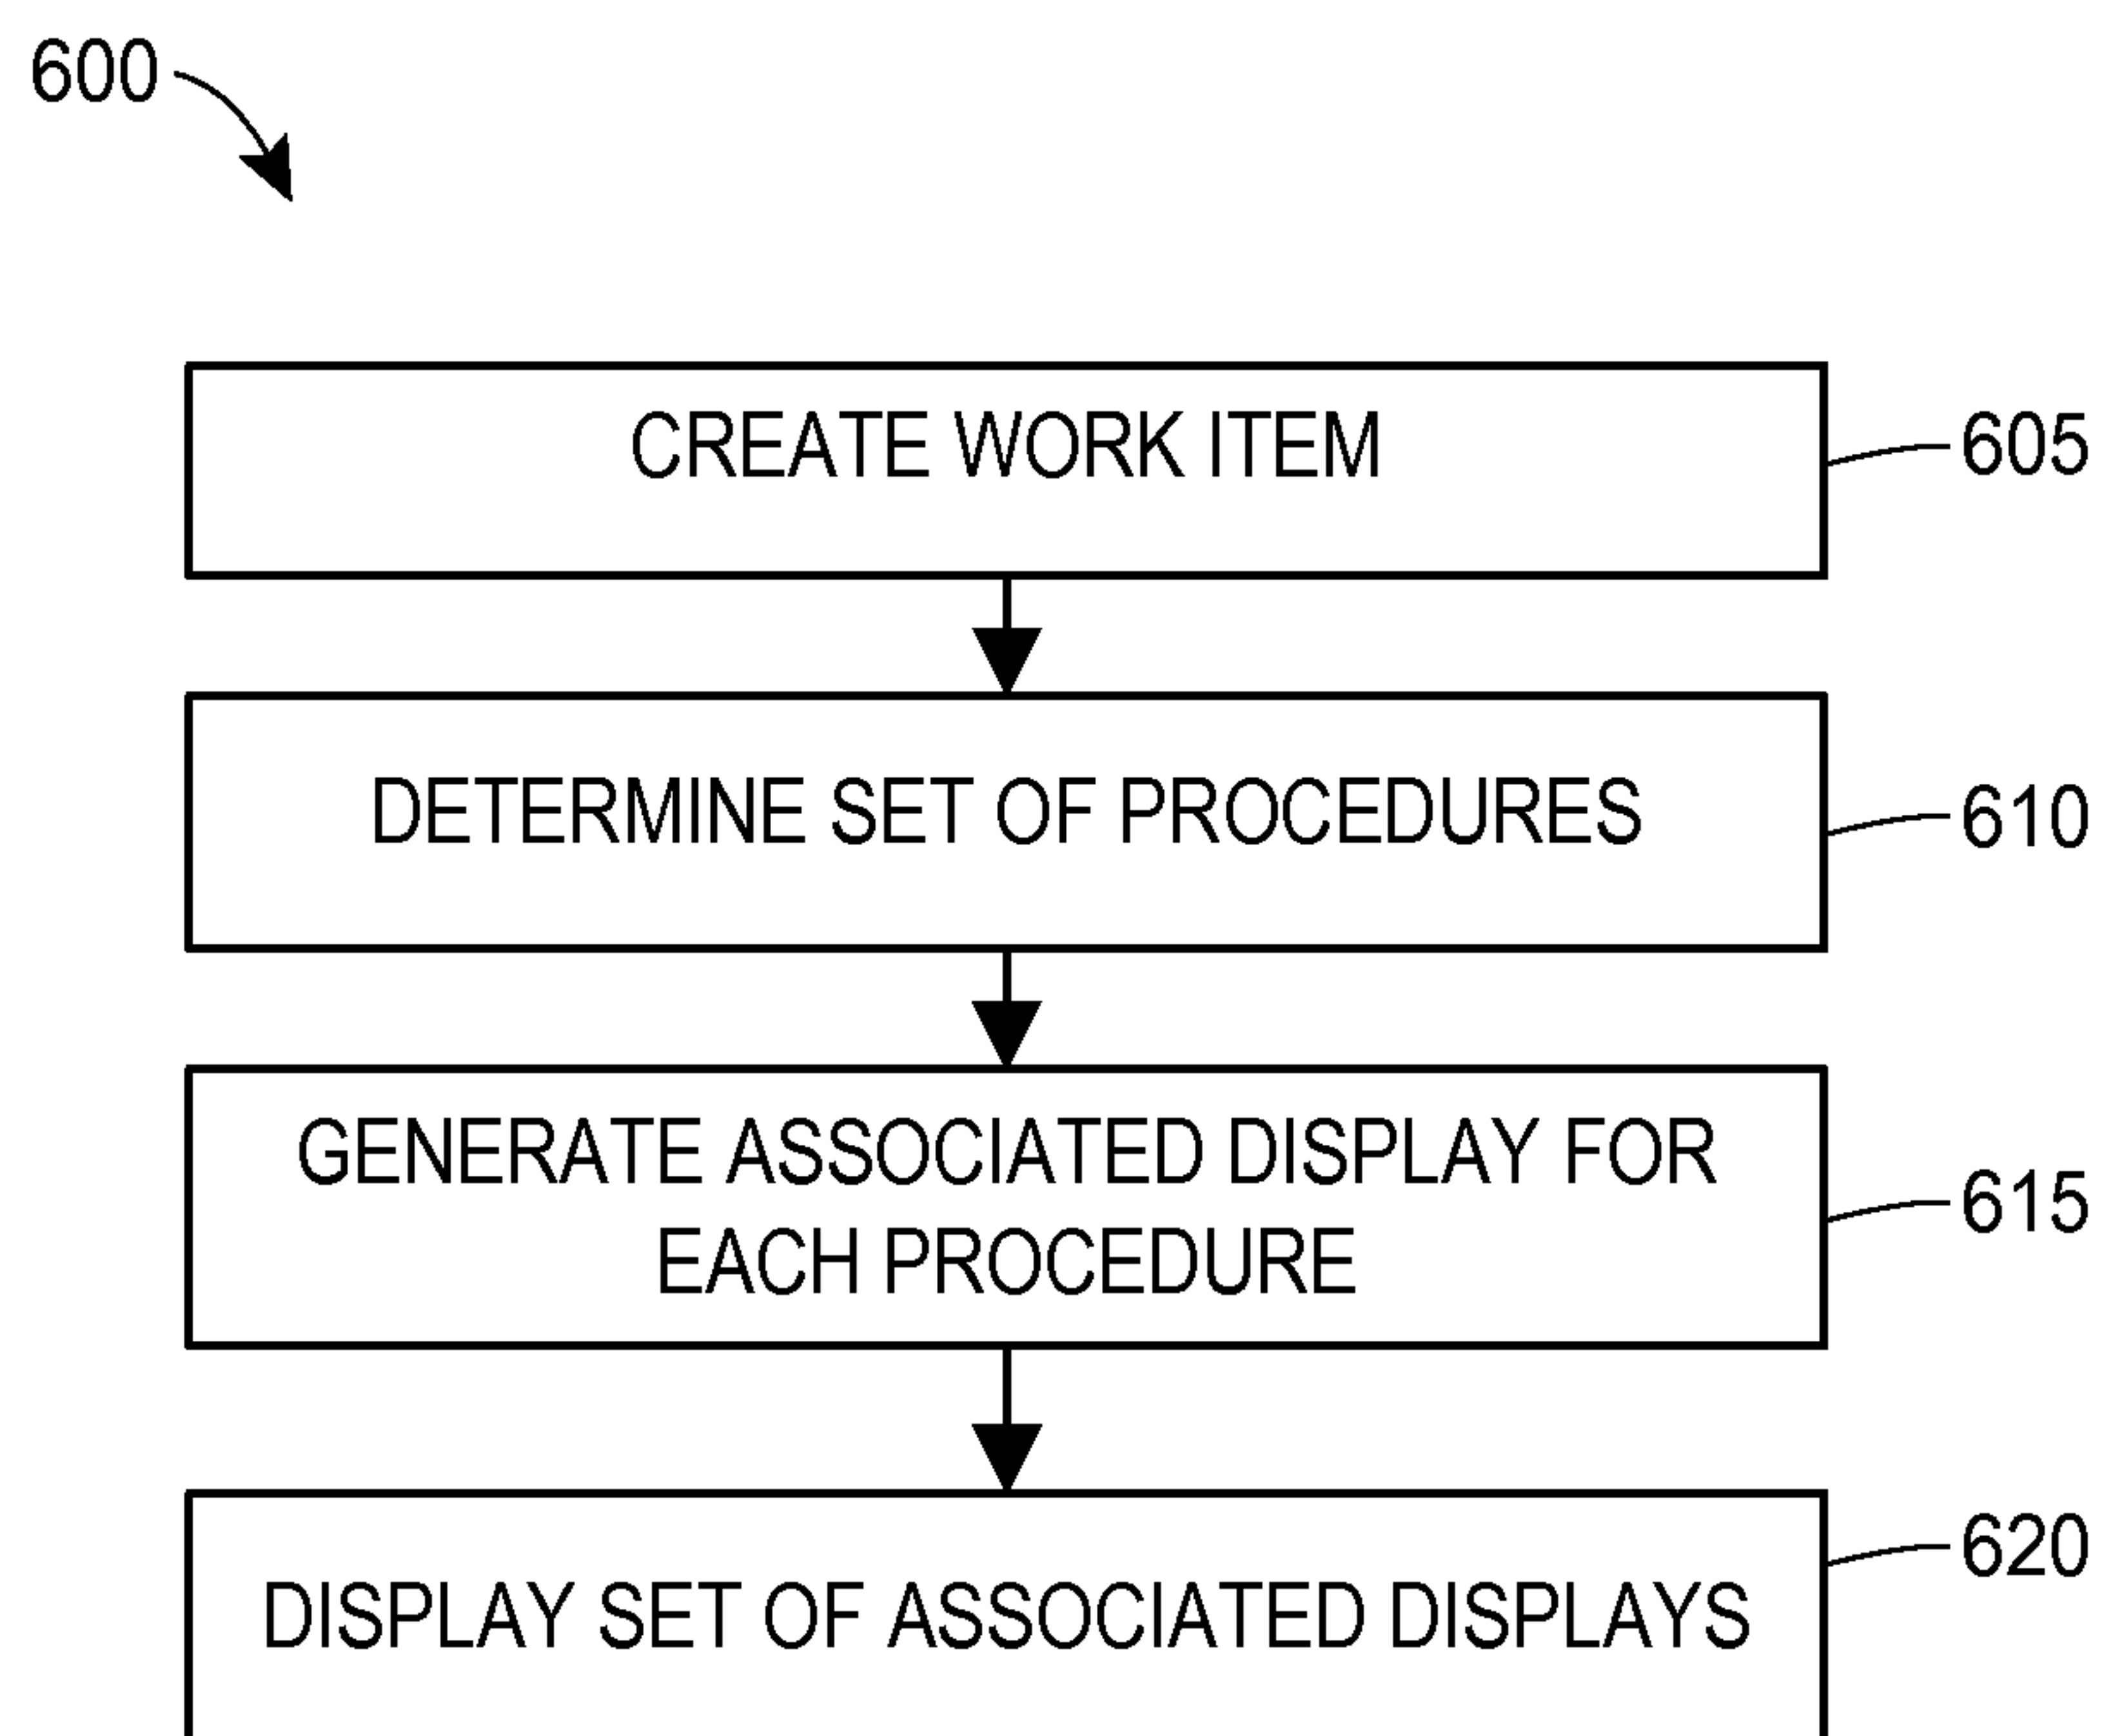 600
CREATE WORK ITEM
605
DETERMINE SET OF PROCEDURES
610
GENERATE ASSOCIATED DISPLAY FOR
EACH PROCEDURE
615
620
DISPLAY SET OF ASSOCIATED DISPLAYS